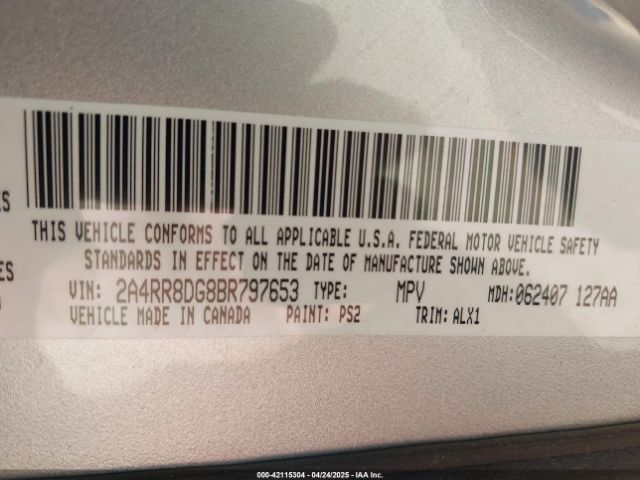 THIS VEHICLE CONFORMS TO ALL APPLICABLE U.S.A. FEDERAL MOTOR VEHICLE SAFETY
STANDARDS IN EFFECT ON THE DATE OF MANUFACTURE SHOWN ABOVE.
VIN: 2A4RR8DG8BR797653 TYPE: MPV MDH:062407 127AA
VEHICLE MADE IN CANADA PAINT: PS2 TRIM: ALX1
000-42115304 - 04/24/2025 - IAA Inc.